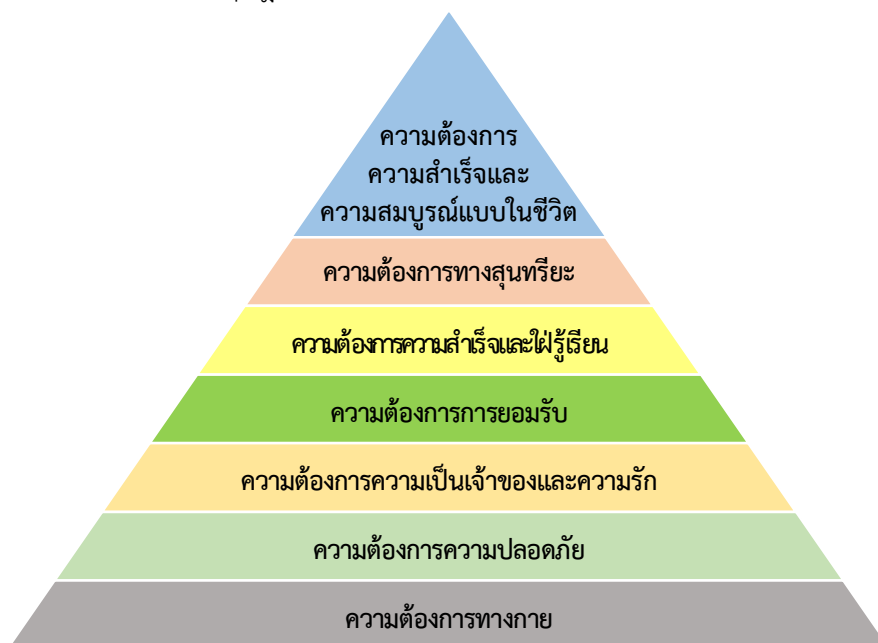 ความต้องการ
ความสำเร็จและ
ความสมบูรณ์แบบในชีวิต
ความต้องการทางสุนทรียะ
ความต้องการความสำเร็จและใฝ่รู้เรียน
ความต้องการการยอมรับ
ความต้องการความเป็นเจ้าของและความรัก
ความต้องการความปลอดภัย
ความต้องการทางกาย